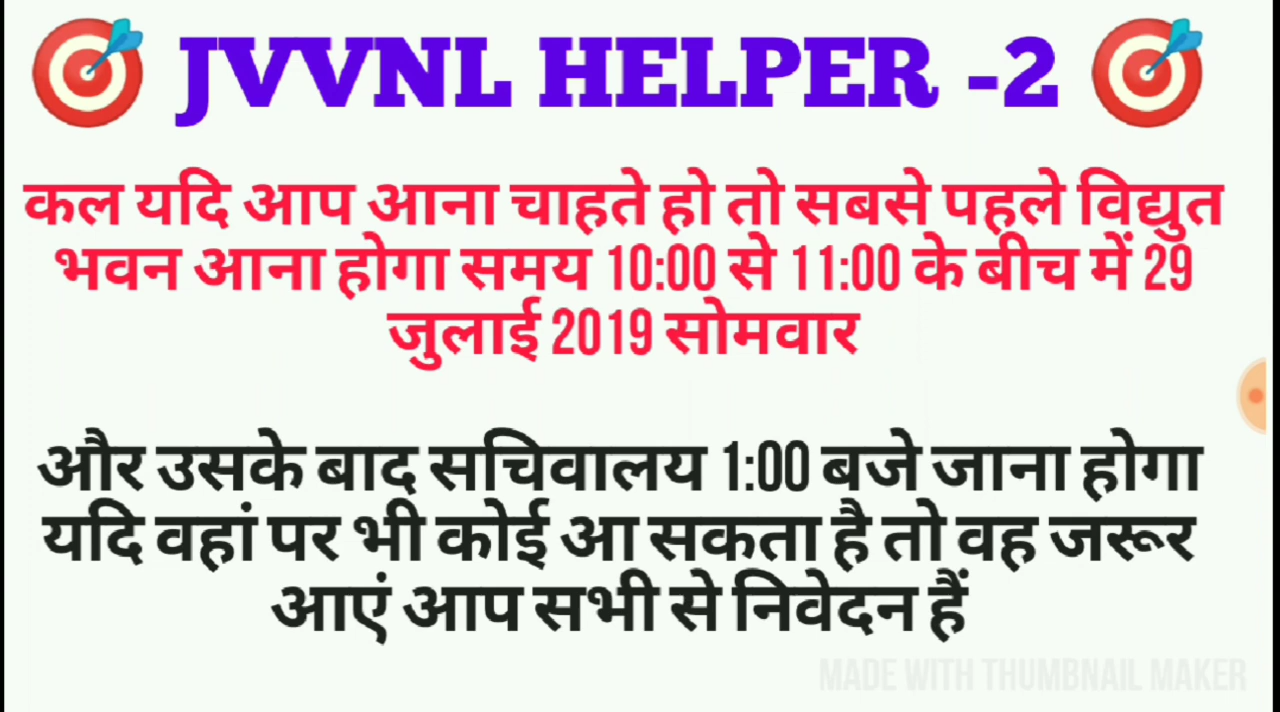 JVVNL HELPER -2
कल यदि आप आना चाहते हो तो सबसे पहले विद्युत
भवन आना होगा समय 10:00 से 11:00 के बीच में 29
जुलाई 2019 सोमवार
और उसके बाद सचिवालय 1:00 बजे जाना होगा
यदि वहां पर भी कोई आ सकता है तो वह जरूर
आएं आप सभी से निवेदन हैं
MADE WITH THUMBNAIL MAKER